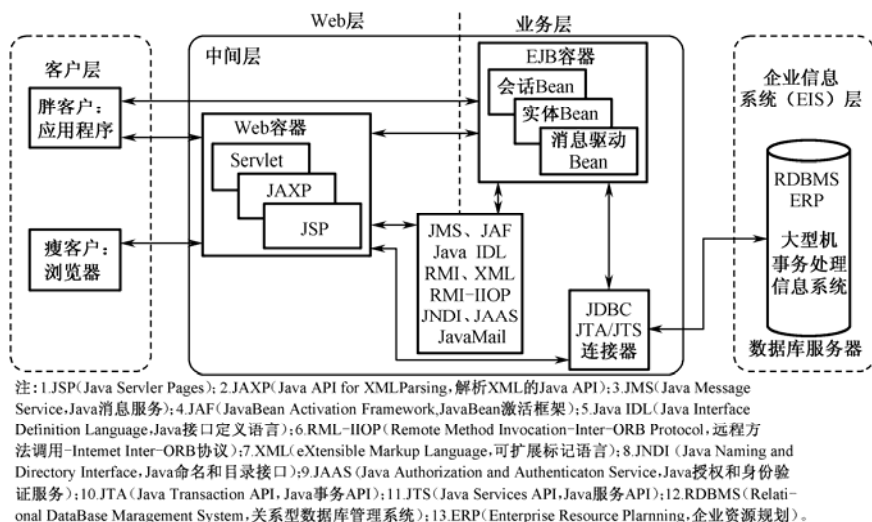 Web层
业务层
中间层
客户层
胖客户：
应用程序
瘦客户：
浏览器
Web容器
Servlet
JAXP
JSP
EJB容器
会话Bean
实体Bean
消息驱动
Bean
JMS、JAF
Java IDL
RMI、XML
RMI-IIOP
JNDI、JAAS
JavaMail
JDBC
JTA/JTS
连接器
企业信息
系统（EIS）层
RDBMS
ERP
大型机
事务处理
信息系统
数据库服务器
注：1.JSP(Java Servler Pages)；2.JAXP(Java API for XMLParsing,解析XML的Java API)；3.JMS(Java Message
Service,Java消息服务)；4.JAF(JavaBean Activation Framework,JavaBean激活框架)；5.Java IDL(Java Interface
Definition Language,Java接口定义语言)；6.RML-IIOP(Remote Method Invocation-Inter-ORB Protocol,远程方
法调用-Intemet Inter-ORB协议)；7.XML(eXtensible Markup Language,可扩展标记语言)；8.JNDI（Java Naming and
Directory Interface,Java命名和目录接口)；9.JAAS(Java Authorization and Authenticaton Service,Java授权和身份验
证服务)；10.JTA(Java Transaction API,Java事务API)；11.JTS(Java Services API,Java服务API)；12.RDBMS(Relati-
onal DataBase Management System,关系型数据库管理系统)；13.ERP(Enterprise Resource Plarnning,企业资源规划)。